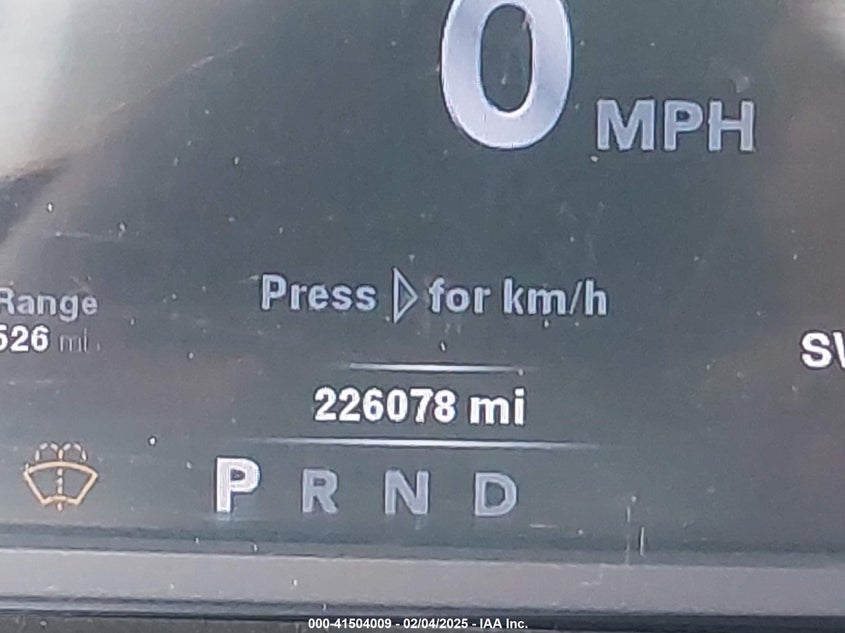 0 MPH
Press for km/h
Range
526 mi
226078 mi
P R N D
000-41504009 - 02/04/2025 - IAA Inc.